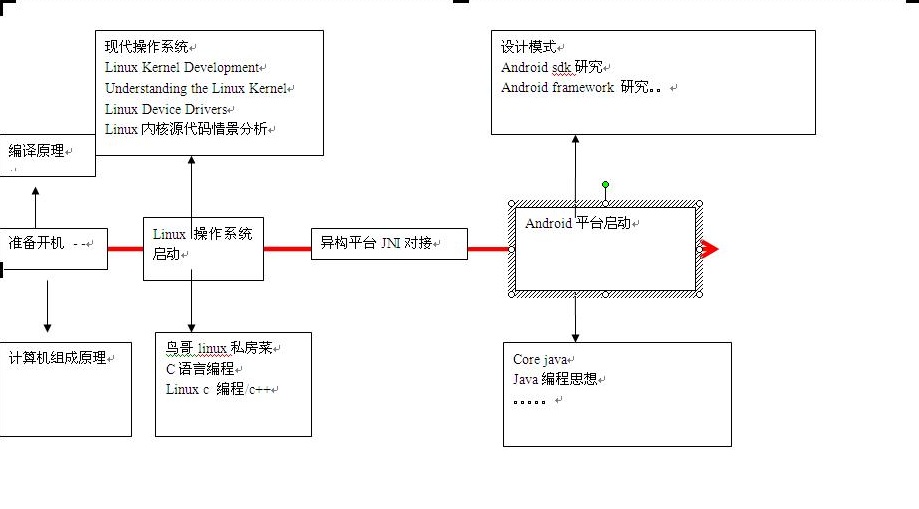 现代操作系统
Linux Kernel Development
Understanding the Linux Kernel
Linux Device Drivers
Linux 内核源代码情景分析
设计模式
Android sdk 研究
Android framework 研究。。
编译原理
准备开机 --
Linux 操作系统
启动
异构平台 JNI 对接
Android 平台启动
计算机组成原理
鸟哥 linux 私房菜
C 语言编程
Linux c 编程/c++
Core java
Java 编程思想
。。。。。